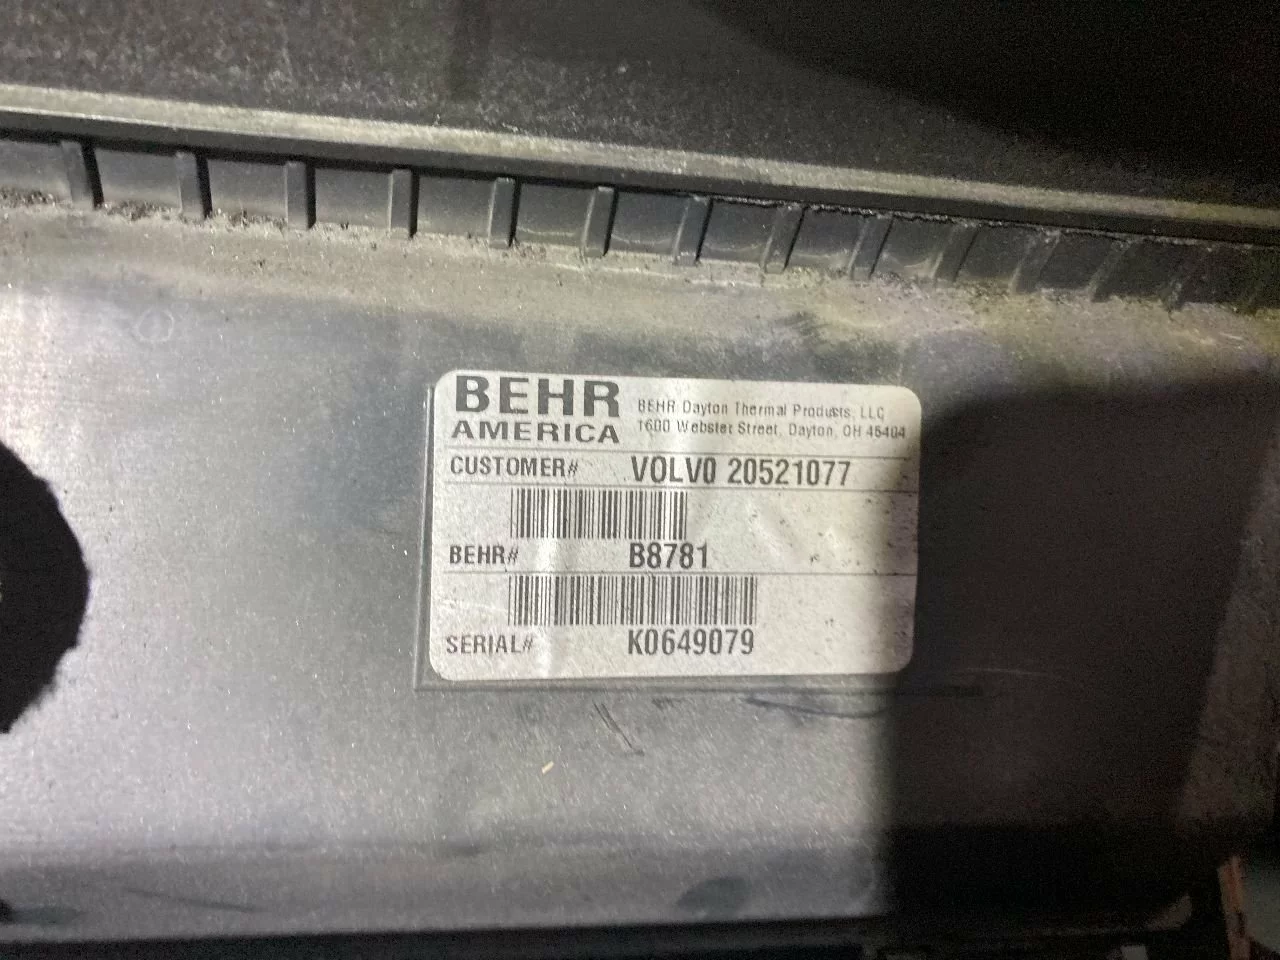 BEHR
AMERICA
BEHR Dayton Thermal Products, LLC
1600 Webster Street, Dayton, OH 45404
CUSTOMER# VOLVO 20521077
BEHR# B8781
SERIAL# K0649079